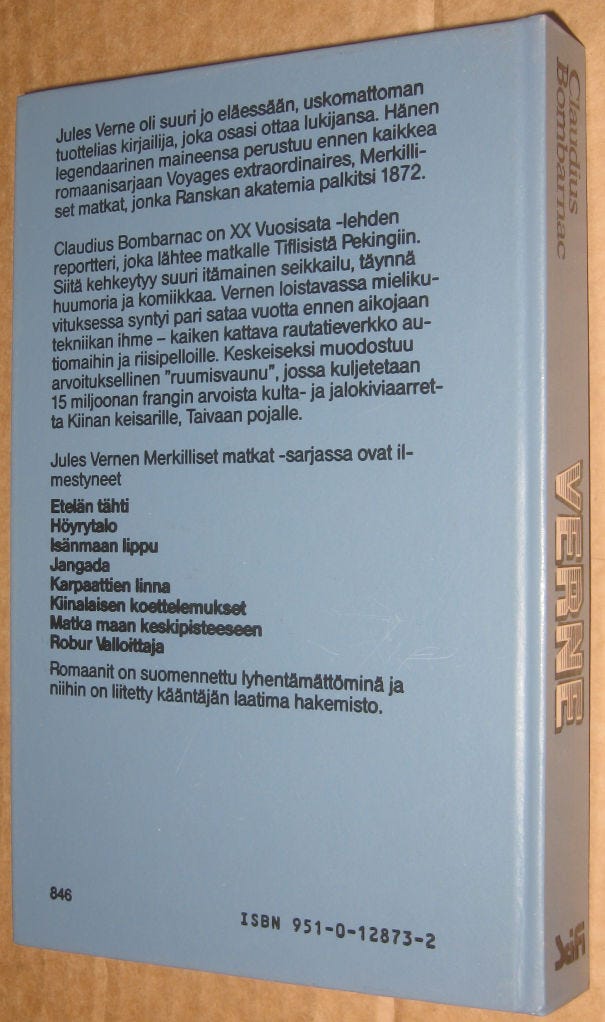 Jules Verne oli suuri jo eläessään, uskomattoman
tuottelias kirjailija, joka osasi ottaa lukijansa. Hänen
legendaarinen maineensa perustuu ennen kaikkea
romaanisarjaan Voyages extraordinaires, Merkilli-
set matkat, jonka Ranskan akatemia palkitsi 1872.
Claudius Bombarnac on XX Vuosisata -lehden
reportteri, joka lähtee matkalle Tiflisistä Pekingiin.
Siitä kehkeytyy suuri itämainen seikkailu, täynnä
huumoria ja komiikkaa. Vernen loistavassa mieliku-
vituksessa syntyi pari sataa vuotta ennen aikojaan
tekniikan ihme – kaiken kattava rautatieverkko au-
tiomaihin ja riisipelloille. Keskeiseksi muodostuu
arvoituksellinen "ruumisvaunu", jossa kuljetetaan
15 miljoonan frangin arvoista kulta- ja jalokiviaarret-
ta Kiinan keisarille, Taivaan pojalle.
Jules Vernen Merkilliset matkat -sarjassa ovat il-
mestyneet
Etelän tähti
Höyrytalo
Isänmaan lippu
Jangada
Karpaattien linna
Kiinalaisen koettelemukset
Matka maan keskipisteeseen
Robur Valloittaja
Romaanit on suomennettu lyhentämättöminä ja
niihin on liitetty kääntäjän laatima hakemisto.
846
ISBN 951-0-12873-2
Claudius
Bombarnac
VERNE